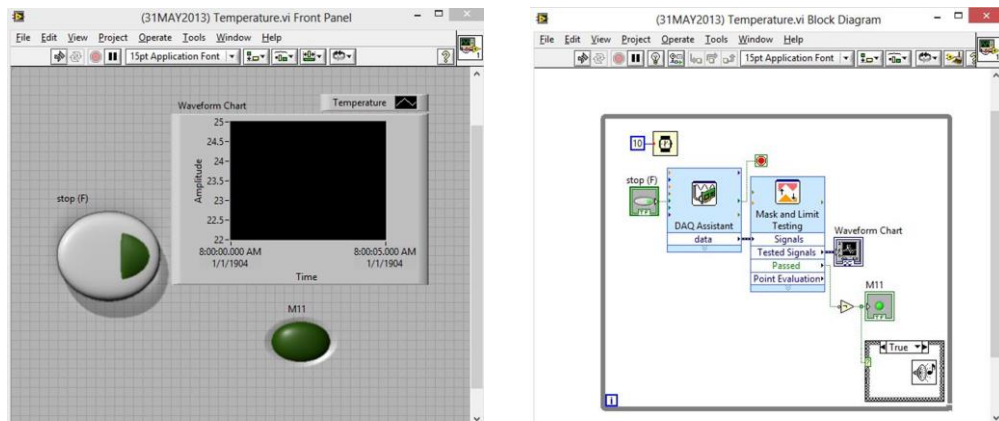 (31MAY2013) Temperature.vi Front Panel
File Edit View Project Operate Tools Window Help
15pt Application Font
Waveform Chart
Temperature
25
24.5
24
23.5
23
22.5
22
Amplitude
8:00:00.000 AM
1/1/1904
8:00:05.000 AM
1/1/1904
Time
stop (F)
M11
(31MAY2013) Temperature.vi Block Diagram
File Edit View Project Operate Tools Window Help
15pt Application Font
10
stop (F)
TF
DAQ Assistant
data
Mask and Limit
Testing
Signals
Tested Signals
Passed
Point Evaluation
Waveform Chart
M11
TF
True
?
i